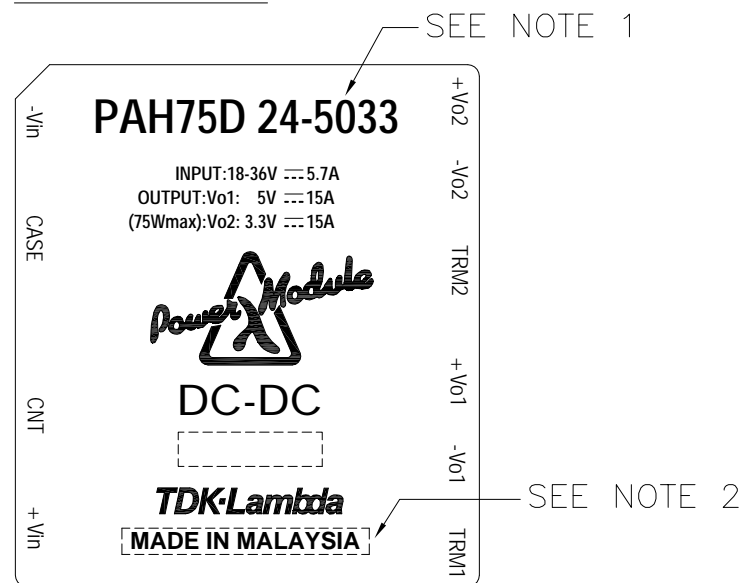 SEE NOTE 1
PAH75D 24-5033
INPUT:18-36V ⎓ 5.7A
OUTPUT:Vo1: 5V ⎓ 15A
(75Wmax):Vo2: 3.3V ⎓ 15A
-Vin
CASE
CNT
+Vin
+Vo2
-Vo2
TRM2
+Vo1
-Vo1
TRM1
Power Module
DC-DC
TDK-Lambda
MADE IN MALAYSIA
SEE NOTE 2